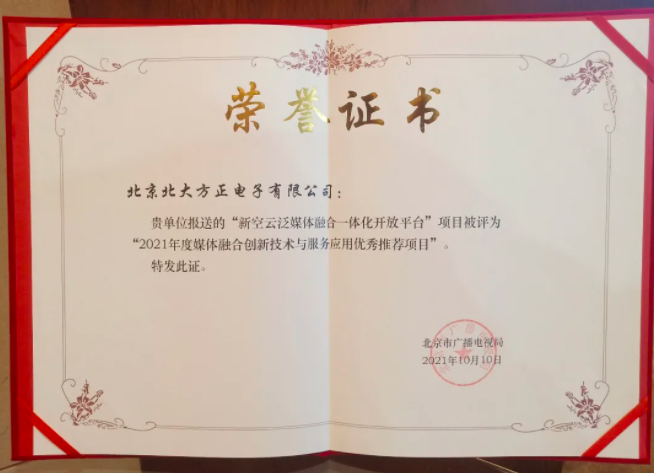 荣誉证书
北京北大方正电子有限公司：
贵单位报送的“新空云泛媒体融合一体化开放平台”项目被评为
“2021年度媒体融合创新技术与服务应用优秀推荐项目”。
特发此证。
北京市广播电视局
2021年10月10日